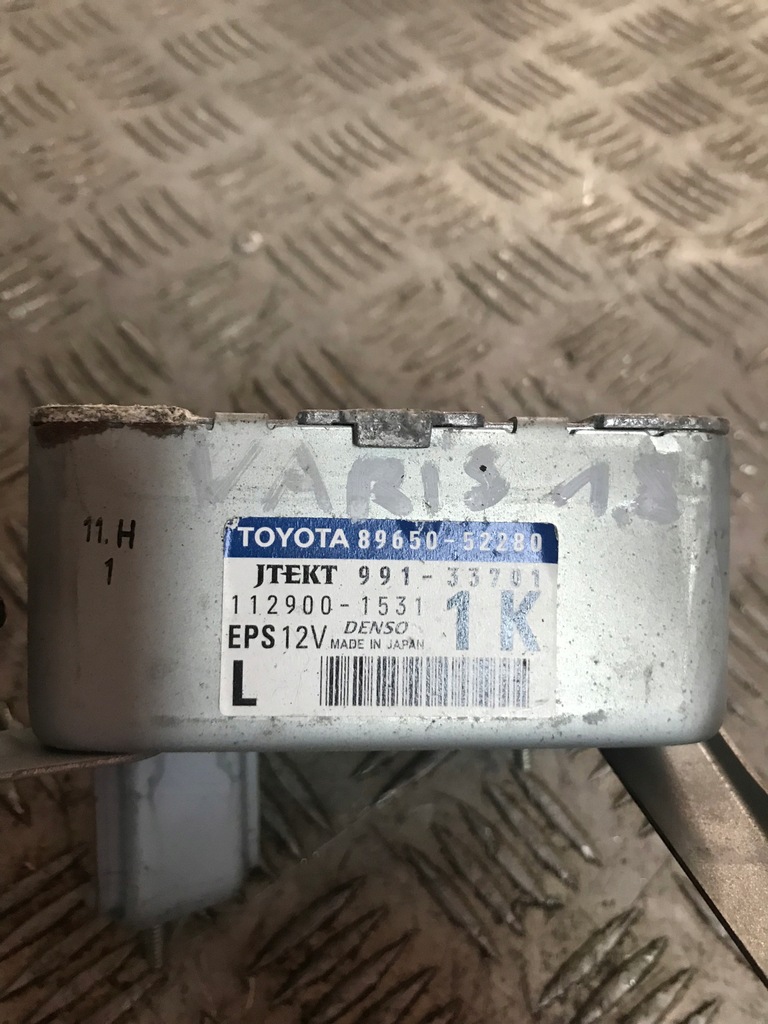 VARIS 1.8
11.H
1
TOYOTA 89650-52280
JTEKT 991-33701
112900-1531 1K
EPS 12V DENSO MADE IN JAPAN
L